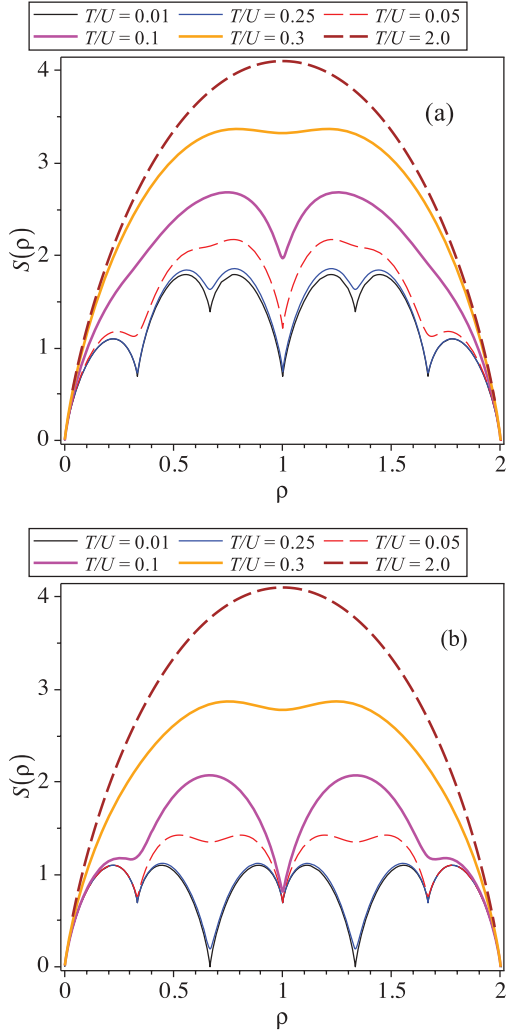 T/U = 0.01 T/U = 0.25 T/U = 0.05
T/U = 0.1 T/U = 0.3 T/U = 2.0
(a)
S(ρ)
4
3
2
1
0
0 0.5 1 1.5 2
ρ
T/U = 0.01 T/U = 0.25 T/U = 0.05
T/U = 0.1 T/U = 0.3 T/U = 2.0
(b)
S(ρ)
4
3
2
1
0
0 0.5 1 1.5 2
ρ